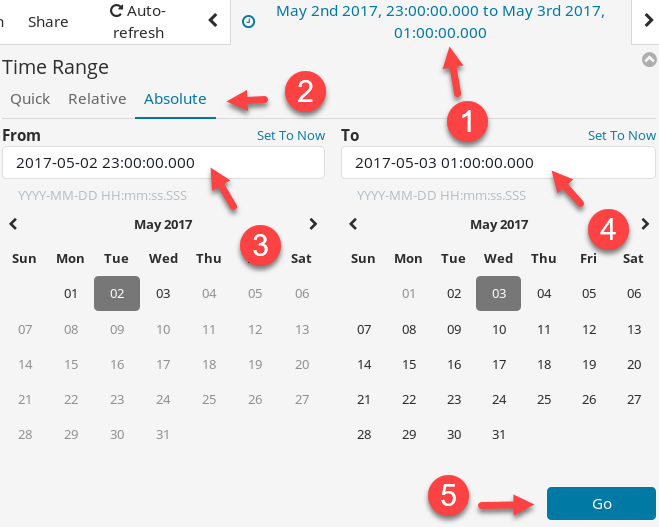 n Share Auto-refresh May 2nd 2017, 23:00:00.000 to May 3rd 2017, 01:00:00.000
Time Range
Quick Relative Absolute
2
1
From Set To Now To Set To Now
2017-05-02 23:00:00.000 2017-05-03 01:00:00.000
YYYY-MM-DD HH:mm:ss.SSS YYYY-MM-DD HH:mm:ss.SSS
3
4
May 2017 May 2017
Sun Mon Tue Wed Thu Sat Sun Mon Tue Wed Thu Fri Sat
01 02 03 04 05 06 01 02 03 04 05 06
07 08 09 10 11 12 13 07 08 09 10 11 12 13
14 15 16 17 18 19 20 14 15 16 17 18 19 20
21 22 23 24 25 26 27 21 22 23 24 25 26 27
28 29 30 31 28 29 30 31
5 Go